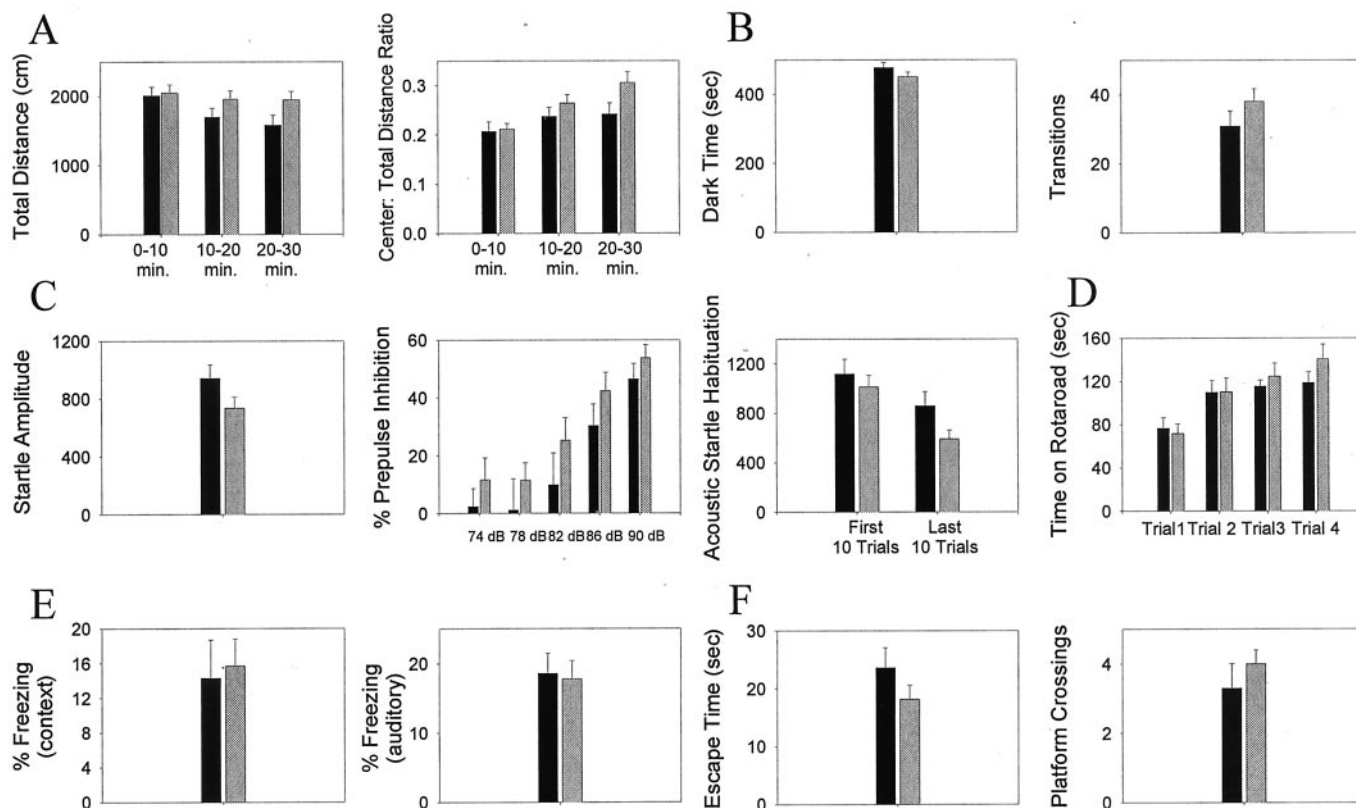 A
Total Distance (cm)
2000
1000
0
0-10
min.
10-20
min.
20-30
min.
Center: Total Distance Ratio
0.3
0.2
0.1
0.0
0-10
min.
10-20
min.
20-30
min.
B
Dark Time (sec)
400
200
0
Transitions
40
20
0
C
Startle Amplitude
1200
800
400
0
% Prepulse Inhibition
60
40
20
0
74 dB 78 dB 82 dB 86 dB 90 dB
Acoustic Startle Habituation
1200
800
400
0
First
10 Trials
Last
10 Trials
D
Time on Rotaroad (sec)
160
120
80
40
0
Trial1 Trial 2 Trial3 Trial 4
E
% Freezing
(context)
20
16
12
8
4
0
% Freezing
(auditory)
20
10
0
F
Escape Time (sec)
30
20
10
0
Platform Crossings
4
2
0